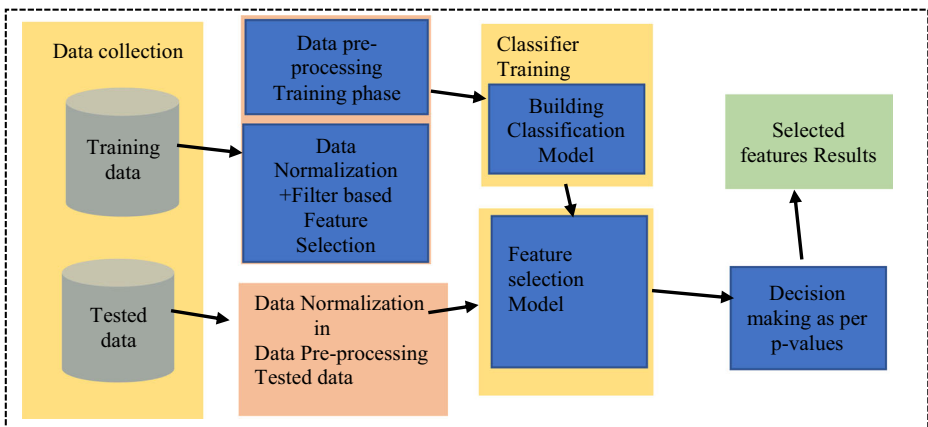 Data collection
Training
data
Tested
data
Data pre-
processing
Training phase
Data
Normalization
+Filter based
Feature
Selection
Data Normalization
in
Data Pre-processing
Tested data
Classifier
Training
Building
Classification
Model
Feature
selection
Model
Decision
making as per
p-values
Selected
features Results